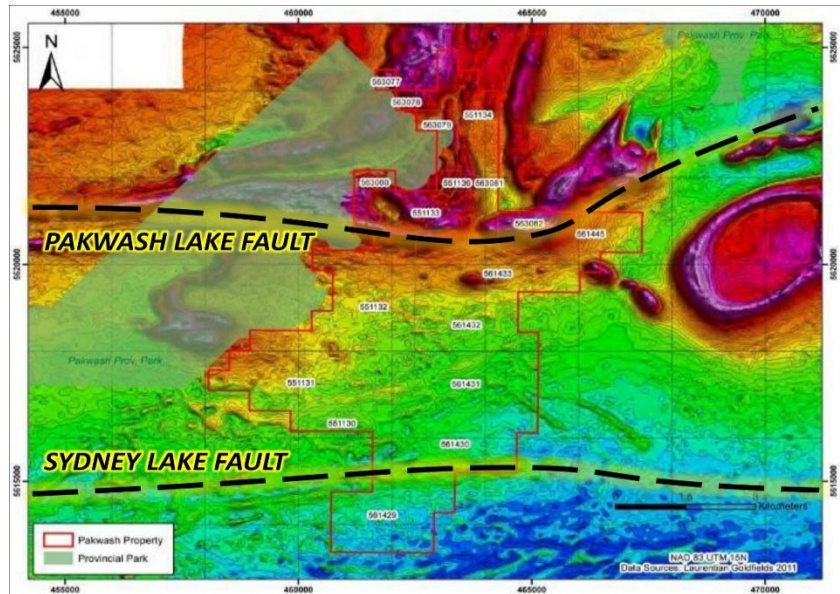 455000 460000 465000 470000
5625000
5625000
N
Pakwash Prov. Park
563077
563078
563079
551134
563080
551136
563081
551133
563082
561445
PAKWASH LAKE FAULT
5620000
5620000
561433
551132
561432
Pakwash Prov. Park
551131
561431
551130
561430
SYDNEY LAKE FAULT
5615000
5615000
561429
0 1.5
Kilometers
Pakwash Property
Provincial Park
NAD 83 UTM 15N
Data Sources: Laurentian Goldfields 2011
455000 460000 465000 470000